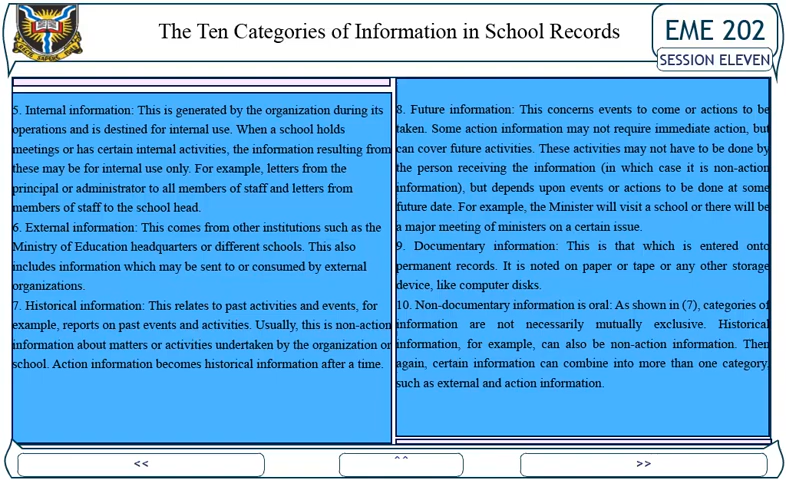 The Ten Categories of Information in School Records
EME 202
SESSION ELEVEN
5. Internal information: This is generated by the organization during its
operations and is destined for internal use. When a school holds
meetings or has certain internal activities, the information resulting from
these may be for internal use only. For example, letters from the
principal or administrator to all members of staff and letters from
members of staff to the school head.
6. External information: This comes from other institutions such as the
Ministry of Education headquarters or different schools. This also
includes information which may be sent to or consumed by external
organizations.
7. Historical information: This relates to past activities and events, for
example, reports on past events and activities. Usually, this is non-action
information about matters or activities undertaken by the organization or
school. Action information becomes historical information after a time.
8. Future information: This concerns events to come or actions to be
taken. Some action information may not require immediate action, but
can cover future activities. These activities may not have to be done by
the person receiving the information (in which case it is non-action
information), but depends upon events or actions to be done at some
future date. For example, the Minister will visit a school or there will be
a major meeting of ministers on a certain issue.
9. Documentary information: This is that which is entered onto
permanent records. It is noted on paper or tape or any other storage
device, like computer disks.
10. Non-documentary information is oral: As shown in (7), categories of
information are not necessarily mutually exclusive. Historical
information, for example, can also be non-action information. Then
again, certain information can combine into more than one category,
such as external and action information.
<<
^^
>>